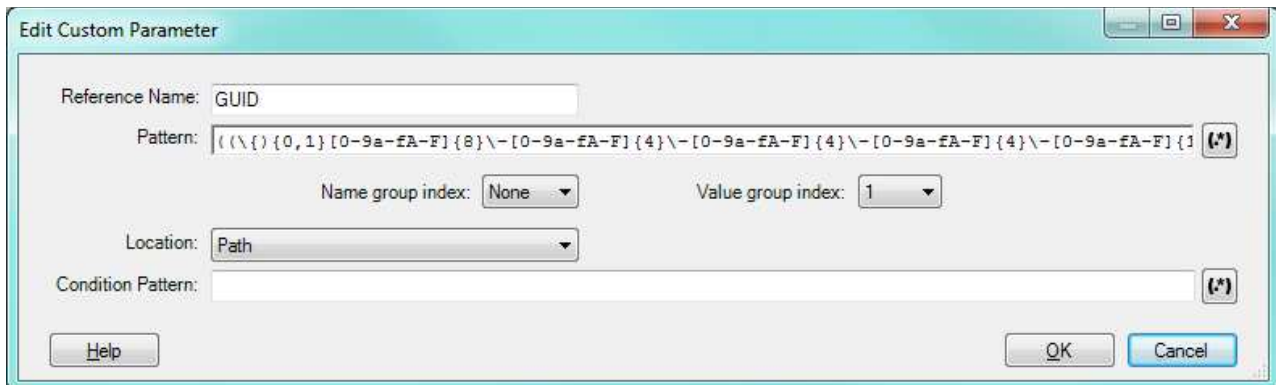 Edit Custom Parameter
Reference Name: GUID
Pattern: ((\{){0,1}[0-9a-fA-F]{8}\-[0-9a-fA-F]{4}\-[0-9a-fA-F]{4}\-[0-9a-fA-F]{4}\-[0-9a-fA-F]{1 (.*)
Name group index: None Value group index: 1
Location: Path
Condition Pattern: (.*)
Help OK Cancel